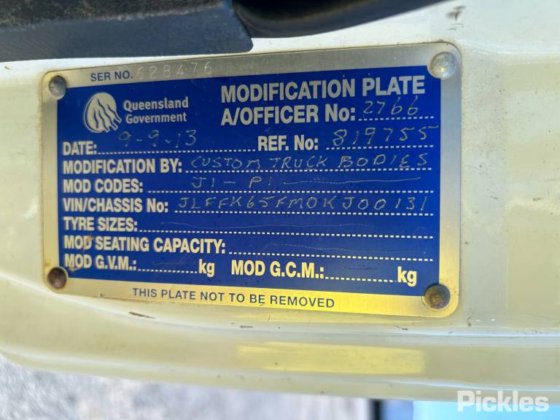 SER NO. 628476
Queensland Government
MODIFICATION PLATE
A/OFFICER No: 2766
DATE: 9-9-13 REF. No: 819755
MODIFICATION BY: CUSTOM TRUCK BODIES
MOD CODES: J1-P1
VIN/CHASSIS No: JLFFK65FM0KJ00131
TYRE SIZES:
MOD SEATING CAPACITY:
MOD G.V.M.: kg MOD G.C.M.: kg
THIS PLATE NOT TO BE REMOVED
Pickles